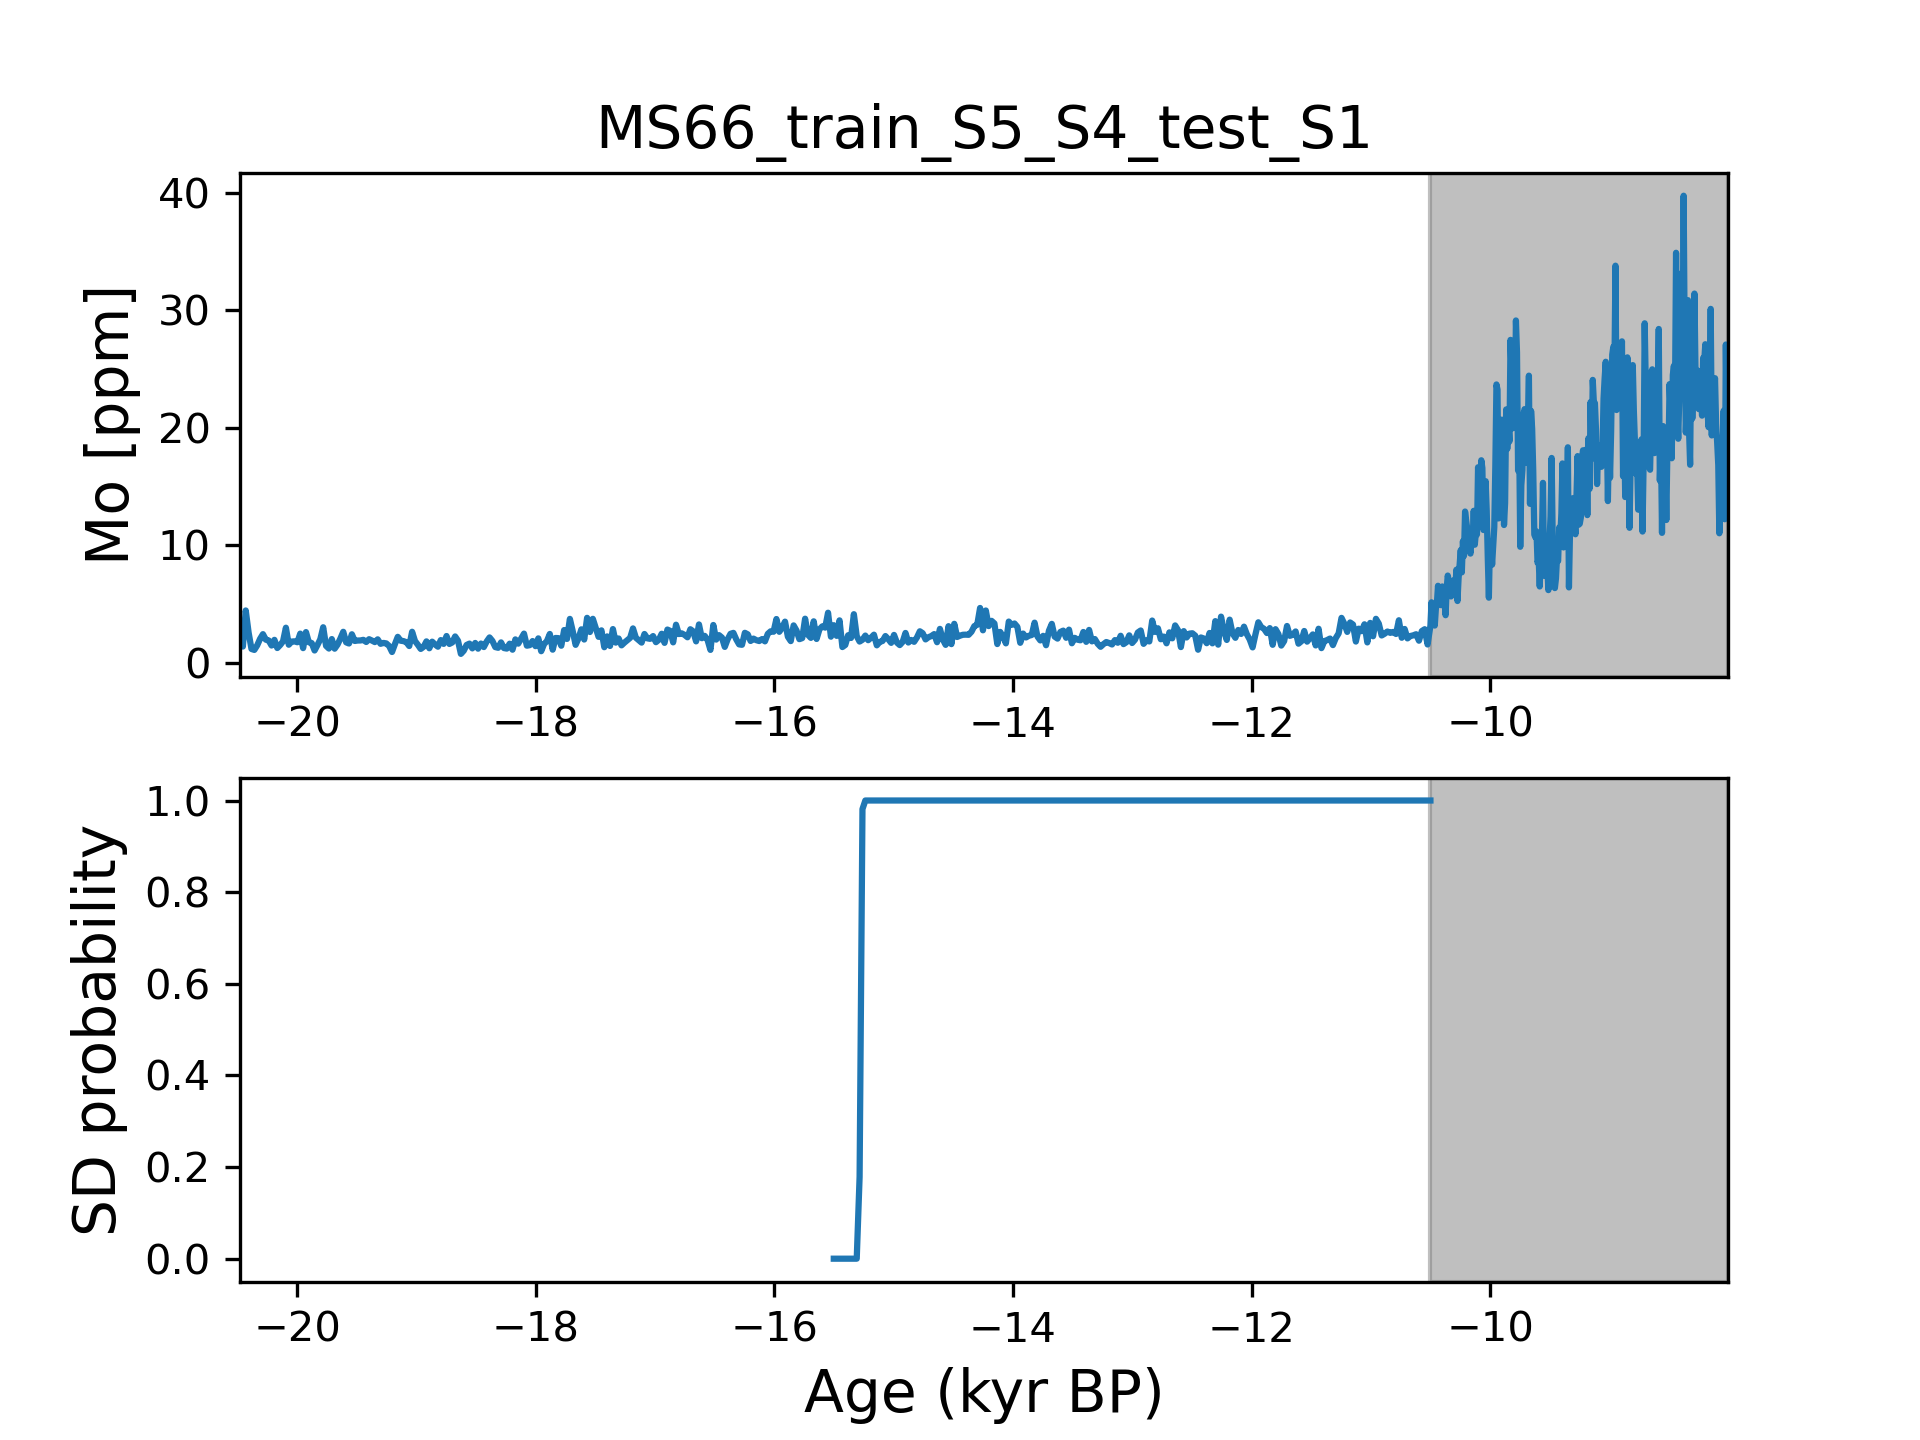 MS66_train_S5_S4_test_S1
Mo [ppm]
40
30
20
10
0
−20 −18 −16 −14 −12 −10
SD probability
1.0
0.8
0.6
0.4
0.2
0.0
−20 −18 −16 −14 −12 −10
Age (kyr BP)